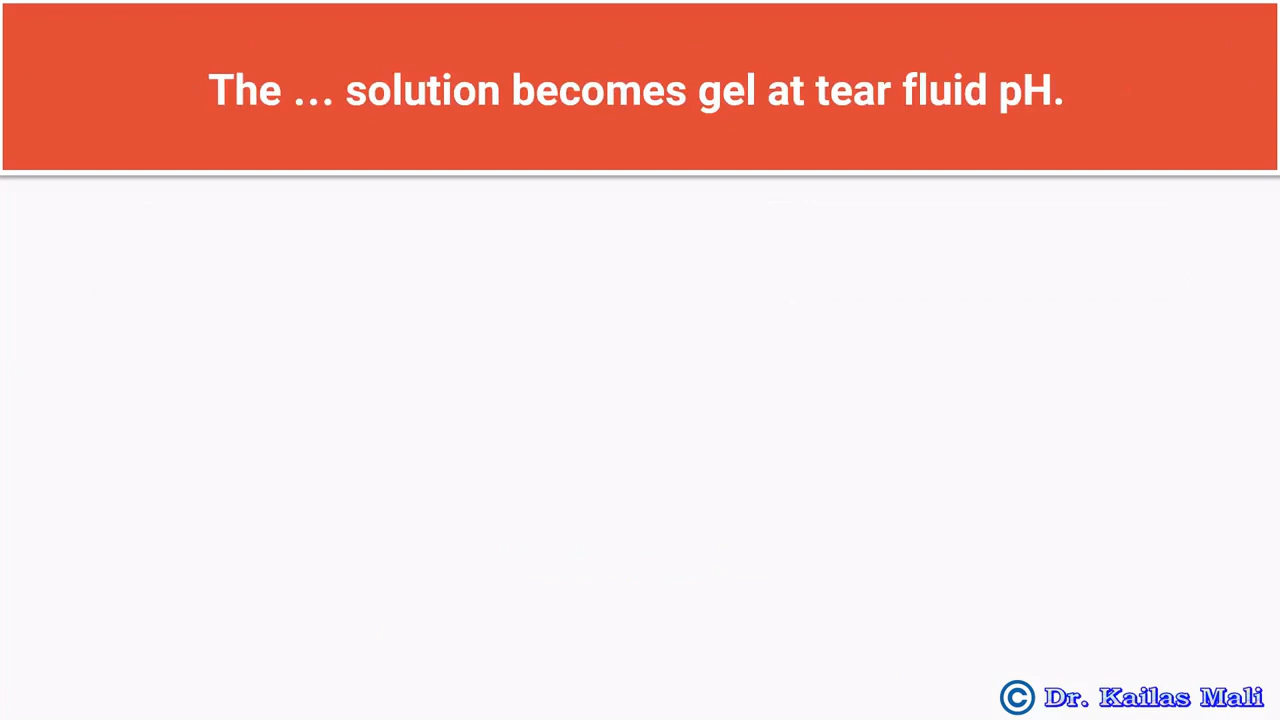 The ... solution becomes gel at tear fluid pH.
© Dr. Kailas Mali